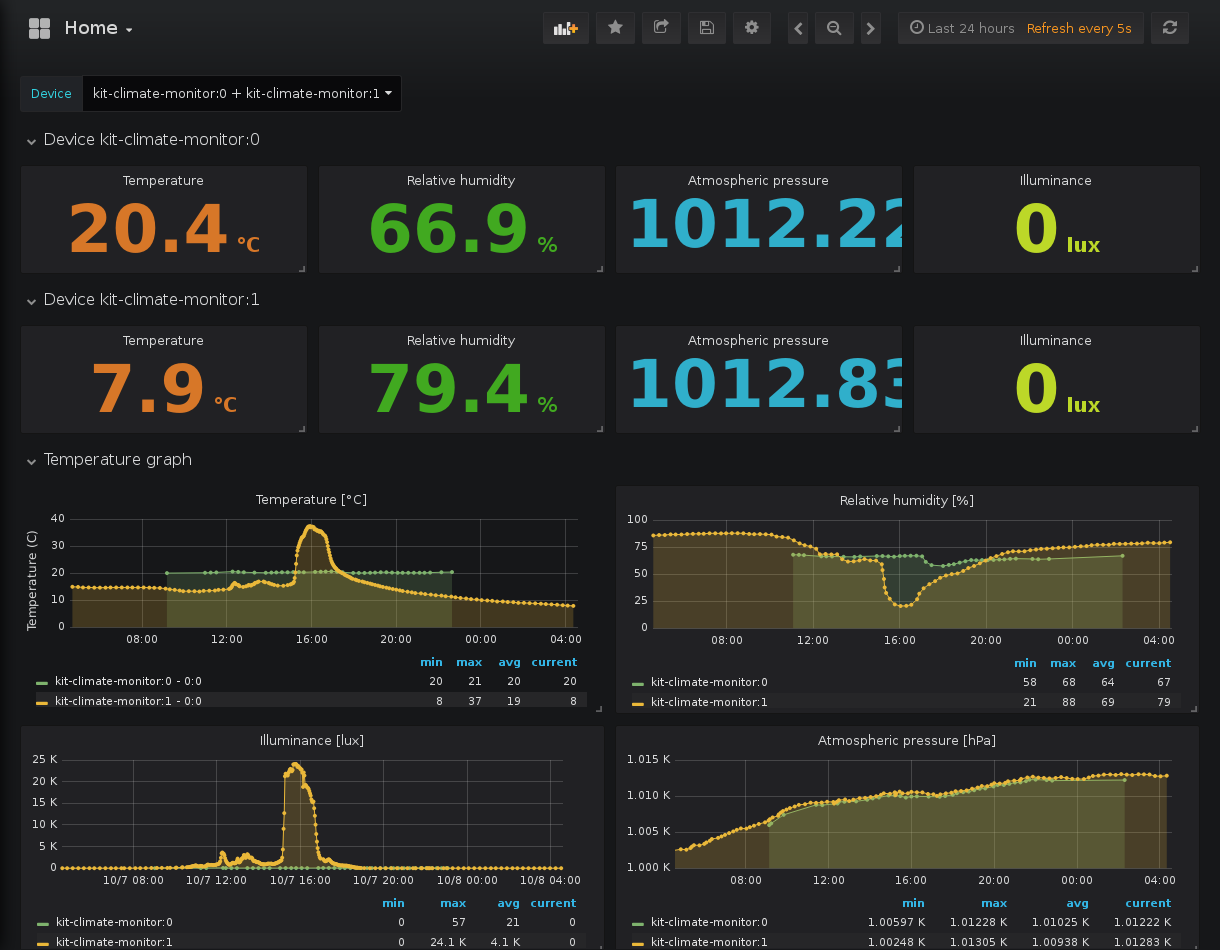 Home
Last 24 hours Refresh every 5s
Device kit-climate-monitor:0 + kit-climate-monitor:1
Device kit-climate-monitor:0
Temperature Relative humidity Atmospheric pressure Illuminance
20.4 °C 66.9 % 1012.22 0 lux
Device kit-climate-monitor:1
Temperature Relative humidity Atmospheric pressure Illuminance
7.9 °C 79.4 % 1012.83 0 lux
Temperature graph
Temperature [°C]
Temperature (C)
40
30
20
10
0
08:00 12:00 16:00 20:00 00:00 04:00
min max avg current
kit-climate-monitor:0 - 0:0 20 21 20 20
kit-climate-monitor:1 - 0:0 8 37 19 8
Relative humidity [%]
100
75
50
25
0
08:00 12:00 16:00 20:00 00:00 04:00
min max avg current
kit-climate-monitor:0 58 68 64 67
kit-climate-monitor:1 21 88 69 79
Illuminance [lux]
25 K
20 K
15 K
10 K
5 K
0
10/7 08:00 10/7 12:00 10/7 16:00 10/7 20:00 10/8 00:00 10/8 04:00
min max avg current
kit-climate-monitor:0 0 57 21 0
kit-climate-monitor:1 0 24.1 K 4.1 K 0
Atmospheric pressure [hPa]
1.015 K
1.010 K
1.005 K
1.000 K
08:00 12:00 16:00 20:00 00:00 04:00
min max avg current
kit-climate-monitor:0 1.00597 K 1.01228 K 1.01025 K 1.01222 K
kit-climate-monitor:1 1.00248 K 1.01305 K 1.00938 K 1.01283 K